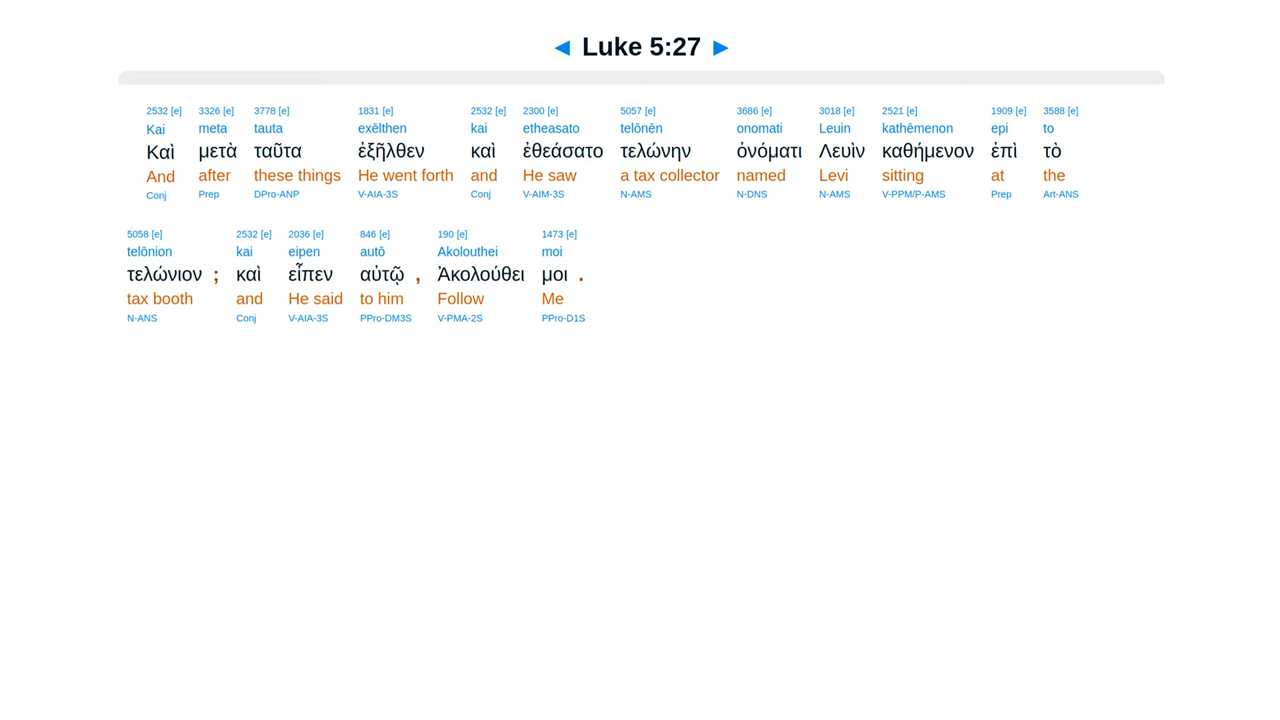 ◄ Luke 5:27 ►
2532 [e] 3326 [e] 3778 [e] 1831 [e] 2532 [e] 2300 [e] 5057 [e] 3686 [e] 3018 [e] 2521 [e] 1909 [e] 3588 [e]
Kai meta tauta exēlthen kai etheasato telōnēn onomati Leuin kathēmenon epi to
Καὶ μετὰ ταῦτα ἐξῆλθεν καὶ ἐθεάσατο τελώνην ὀνόματι Λευὶν καθήμενον ἐπὶ τὸ
And after these things He went forth and He saw a tax collector named Levi sitting at the
Conj Prep DPro-ANP V-AIA-3S Conj V-AIM-3S N-AMS N-DNS N-AMS V-PPM/P-AMS Prep Art-ANS
5058 [e] 2532 [e] 2036 [e] 846 [e] 190 [e] 1473 [e]
telōnion kai eipen autō Akolouthei moi
τελώνιον ; καὶ εἶπεν αὐτῷ , Ἀκολούθει μοι .
tax booth and He said to him Follow Me
N-ANS Conj V-AIA-3S PPro-DM3S V-PMA-2S PPro-D1S